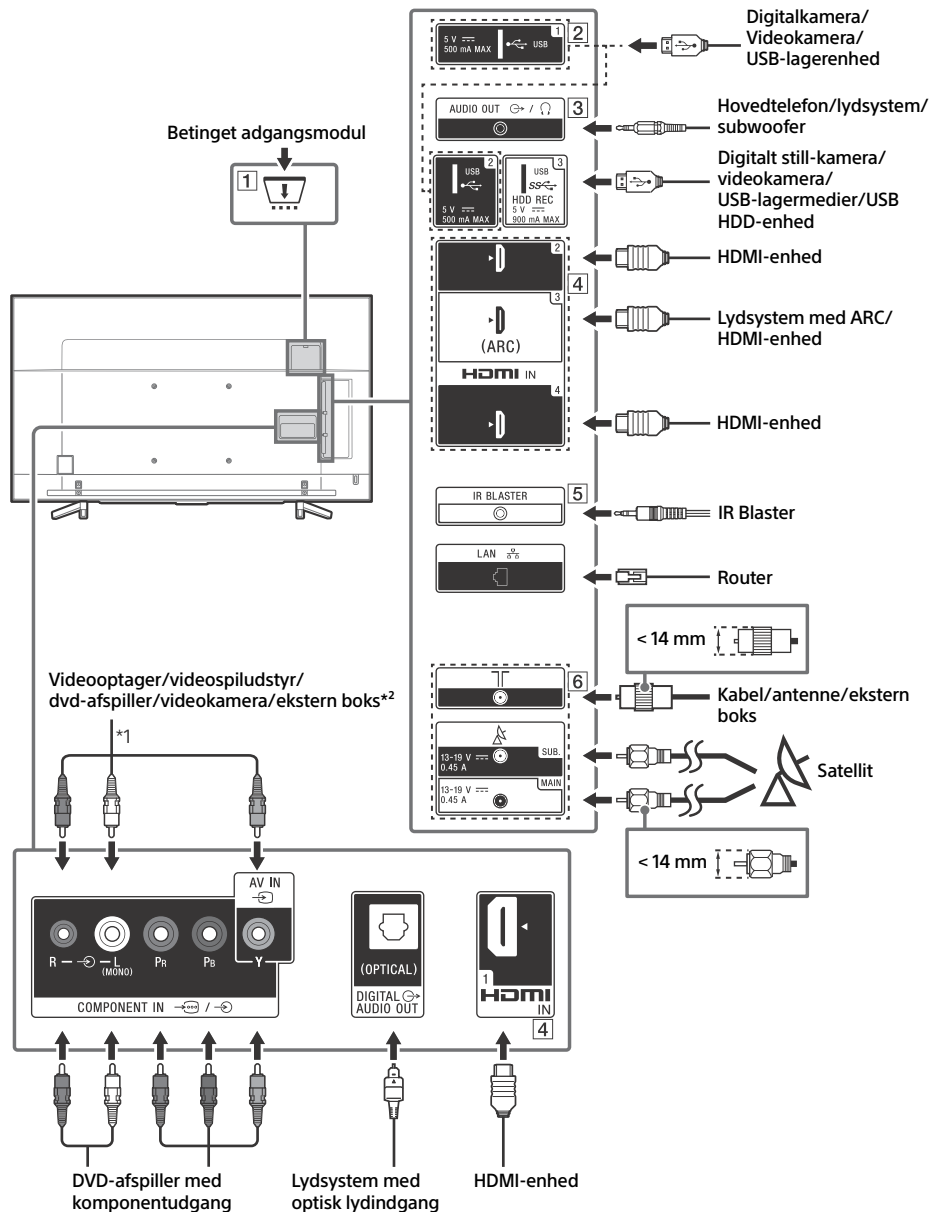 Digitalkamera/
Videokamera/
USB-lagerenhed
1
2
5 V
500 mA MAX
USB
AUDIO OUT /
3
Hovedtelefon/lydsystem/
subwoofer
Betinget adgangsmodul
1
2
USB
5 V
500 mA MAX
3
USB
SS
HDD REC
5 V
900 mA MAX
Digitalt still-kamera/
videokamera/
USB-lagermedier/USB
HDD-enhed
2
HDMI-enhed
4
3
(ARC)
Lydsystem med ARC/
HDMI-enhed
HDMI IN
4
HDMI-enhed
IR BLASTER
5
IR Blaster
LAN
Router
< 14 mm
6
Kabel/antenne/ekstern
boks
13-19 V
0.45 A
SUB.
MAIN
13-19 V
0.45 A
Satellit
< 14 mm
Videooptager/videospiludstyr/
dvd-afspiller/videokamera/ekstern boks*2
*1
AV IN
R — — L
(MONO)
PR
PB
Y
COMPONENT IN /
(OPTICAL)
DIGITAL
AUDIO OUT
1
HDMI
IN
4
DVD-afspiller med
komponentudgang
Lydsystem med
optisk lydindgang
HDMI-enhed